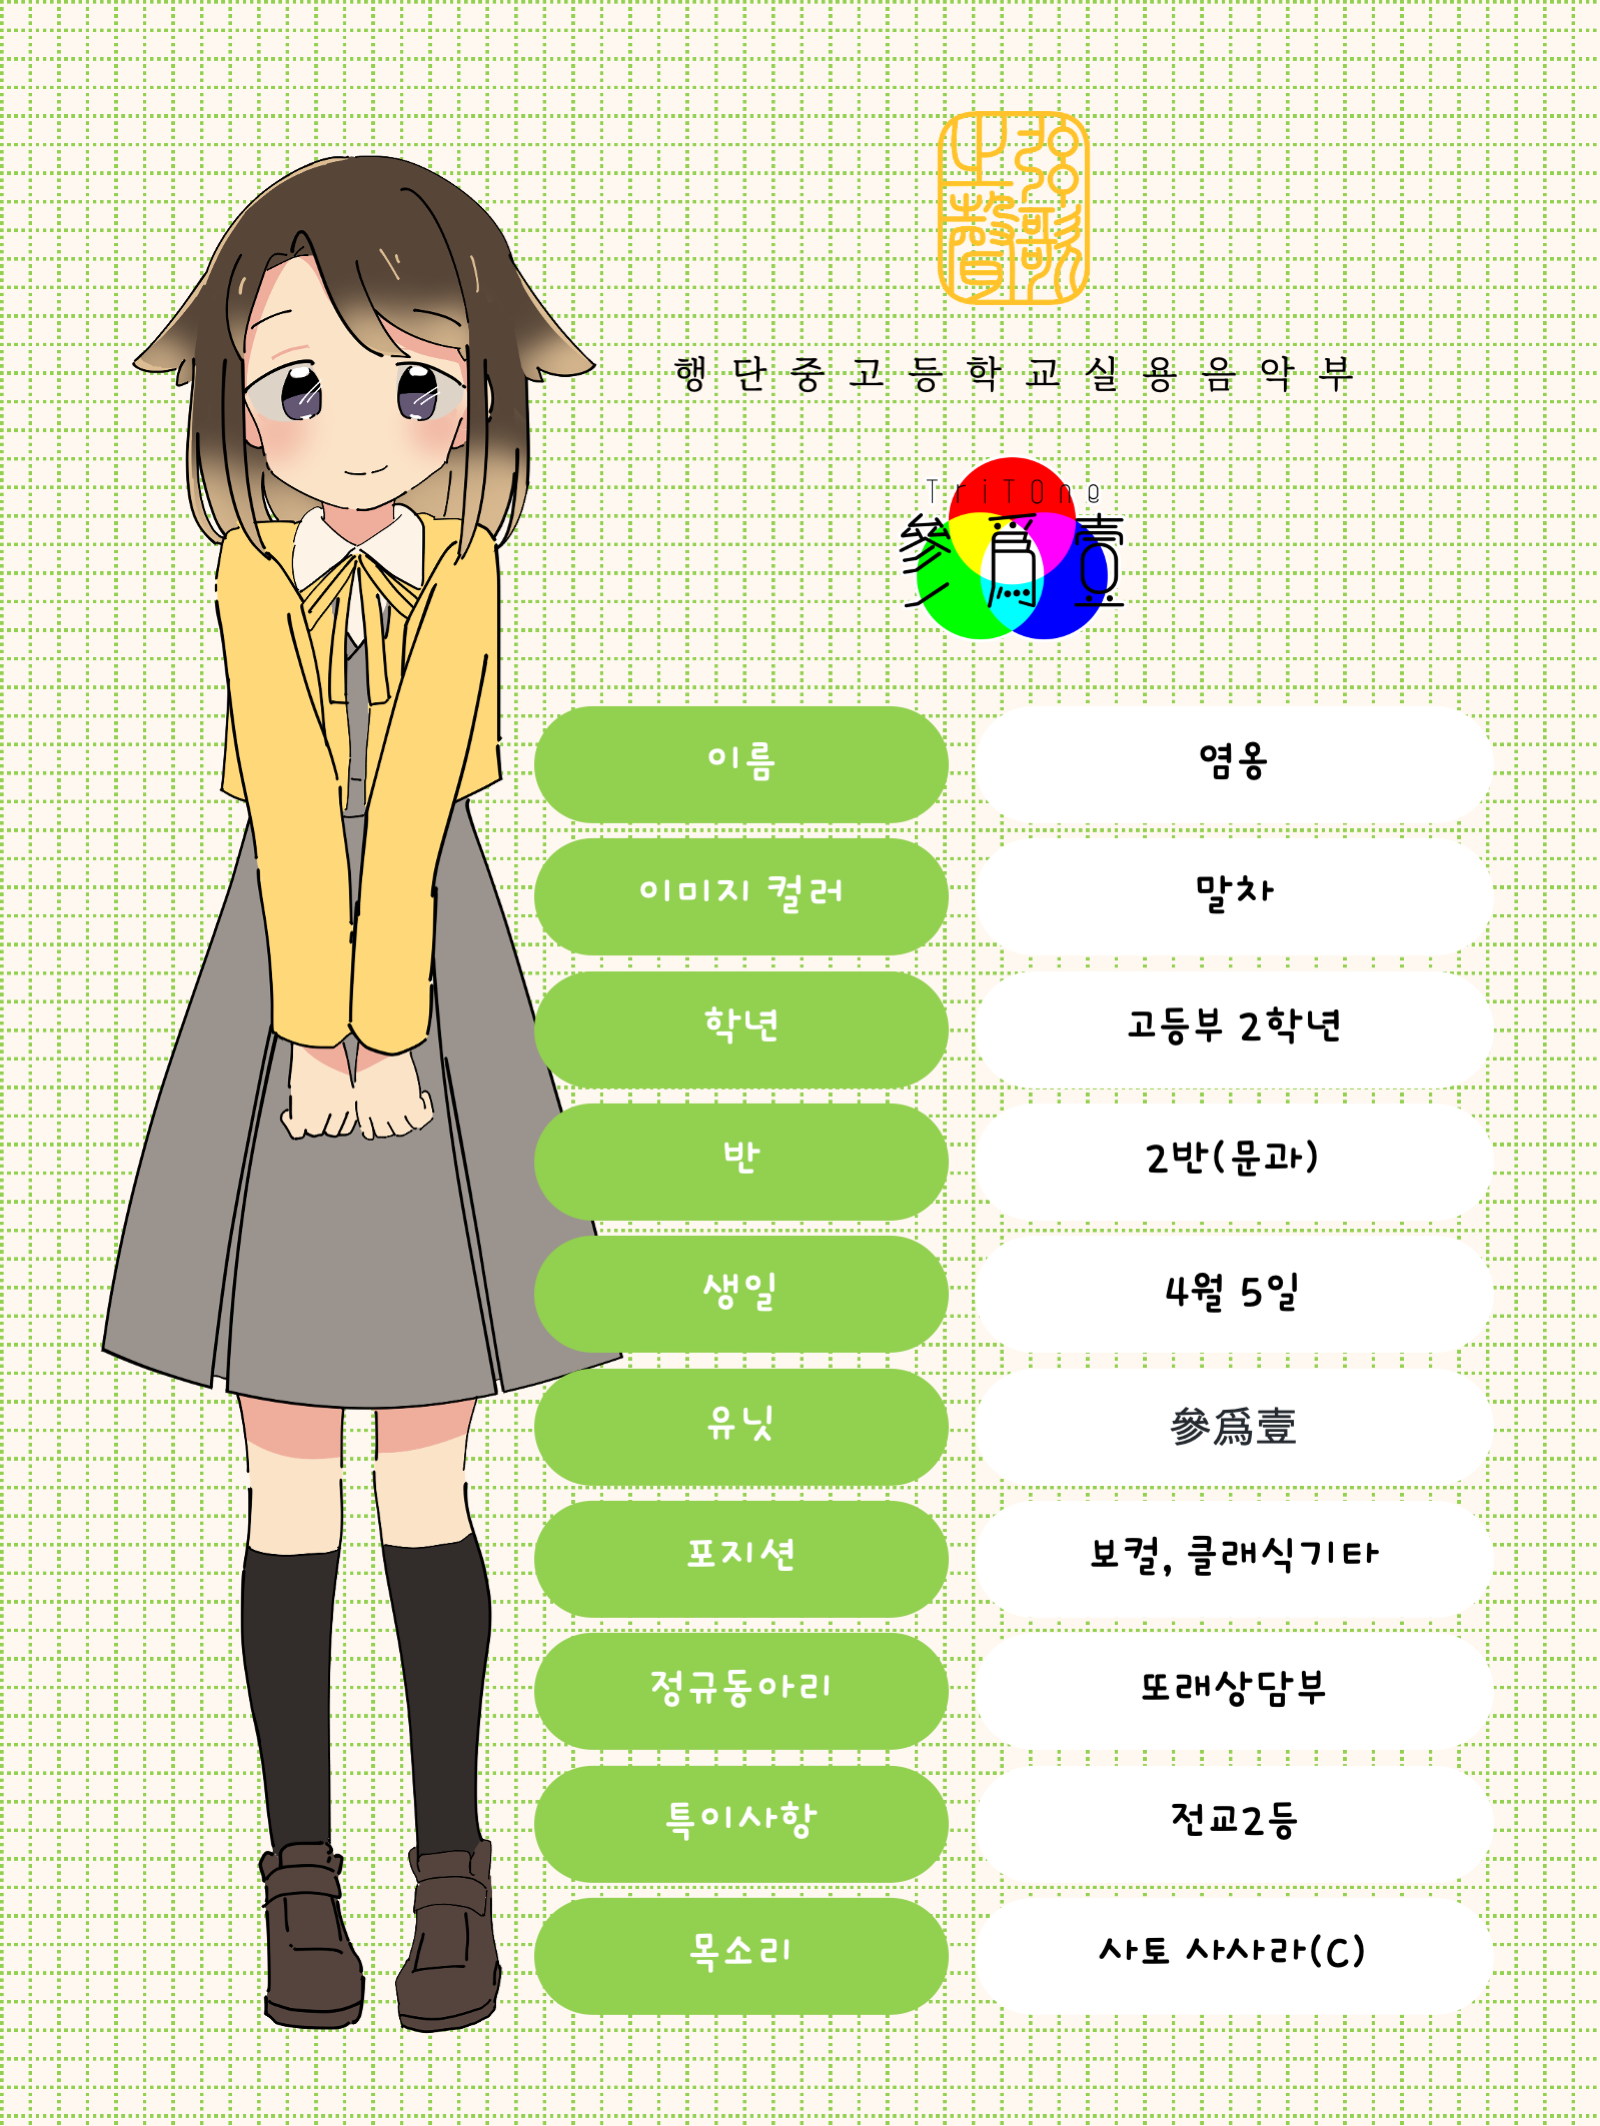 행단중고등학교실용음악부
TriTOne
參爲壹
이름 염옹
이미지 컬러 말차
학년 고등부 2학년
반 2반(문과)
생일 4월 5일
유닛 參爲壹
포지션 보컬, 클래식기타
정규동아리 또래상담부
특이사항 전교2등
목소리 사토 사사라(C)